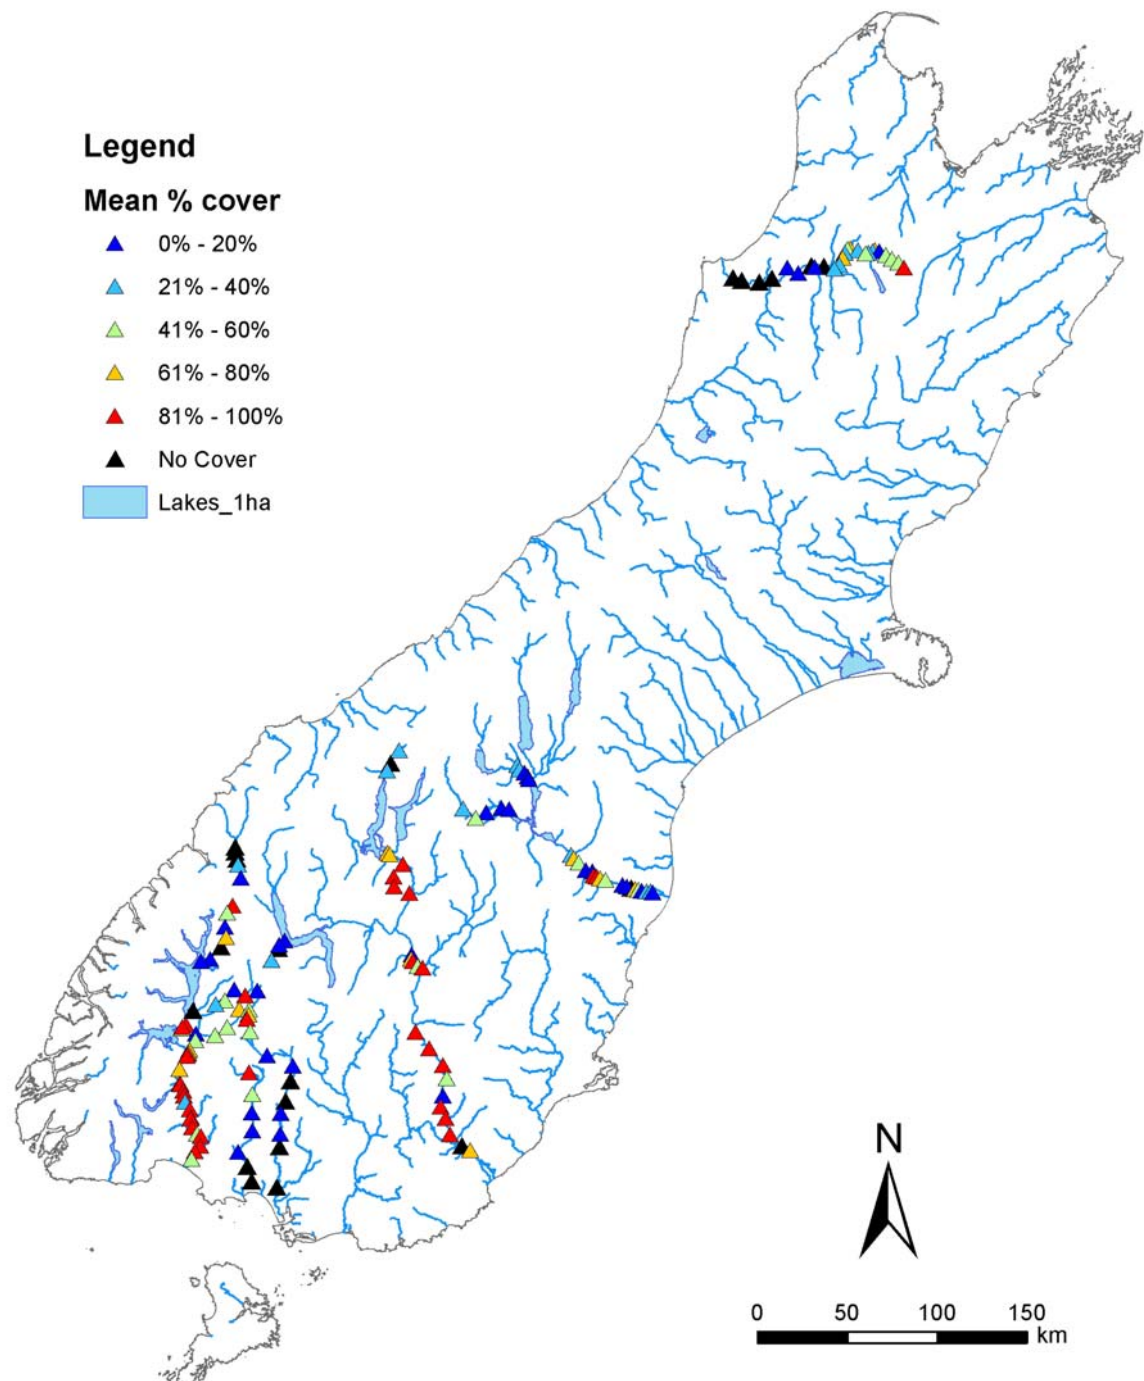 Legend
Mean % cover
0% - 20%
21% - 40%
41% - 60%
61% - 80%
81% - 100%
No Cover
Lakes_1ha
N
0 50 100 150
km